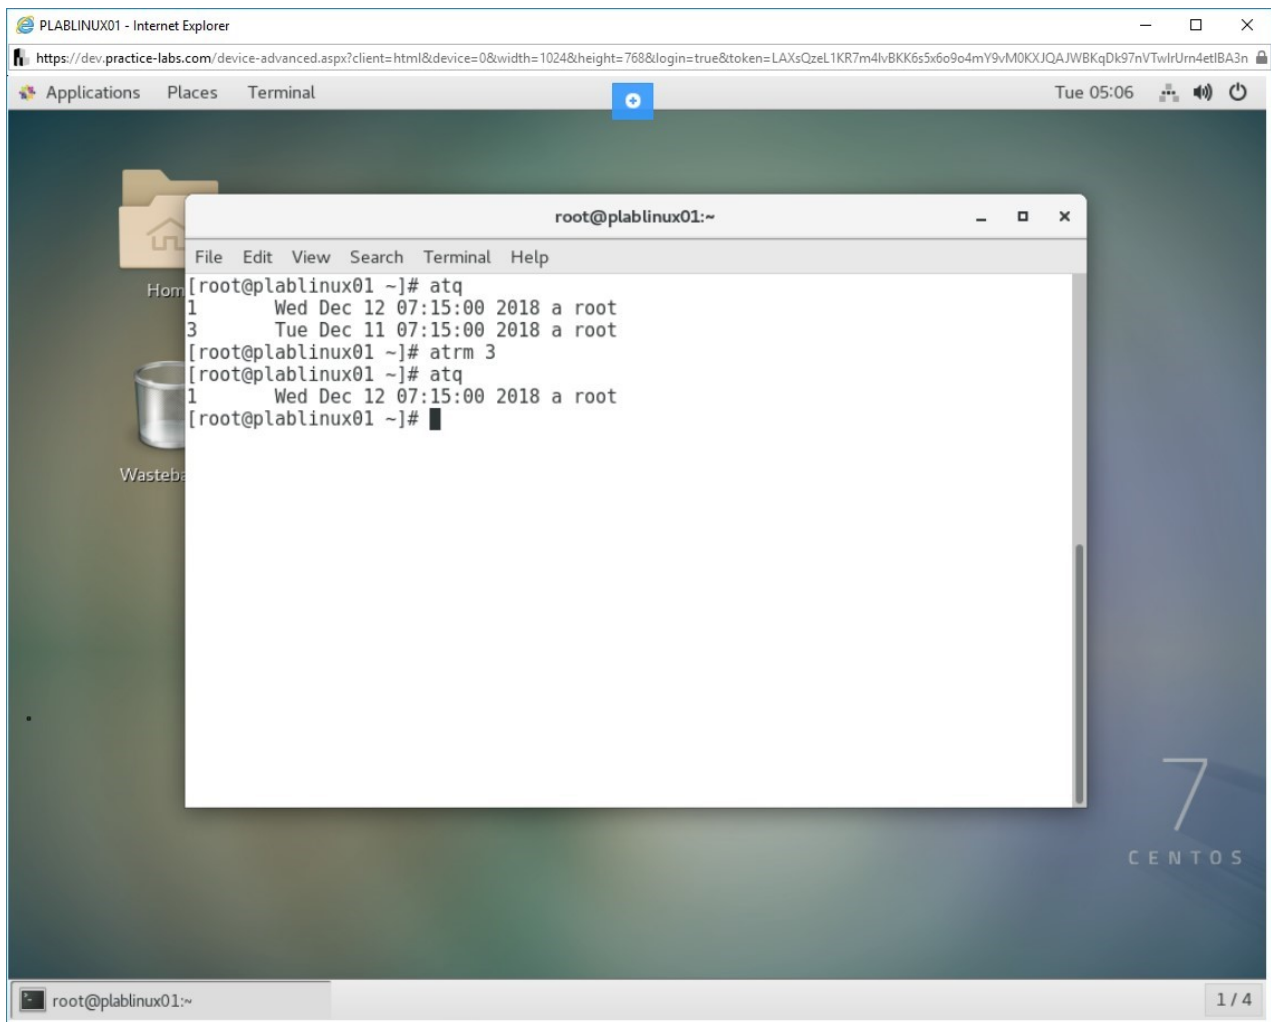 PLABLINUX01 - Internet Explorer
https://dev.practice-labs.com/device-advanced.aspx?client=html&device=0&width=1024&height=768&login=true&token=
Applications Places Terminal Tue 05:06
root@plablinux01:~
File Edit View Search Terminal Help
Hom
[root@plablinux01 ~]# atq
1 Wed Dec 12 07:15:00 2018 a root
3 Tue Dec 11 07:15:00 2018 a root
[root@plablinux01 ~]# atrm 3
[root@plablinux01 ~]# atq
1 Wed Dec 12 07:15:00 2018 a root
[root@plablinux01 ~]#
Wasteba
7
CENTOS
root@plablinux01:~
1 / 4